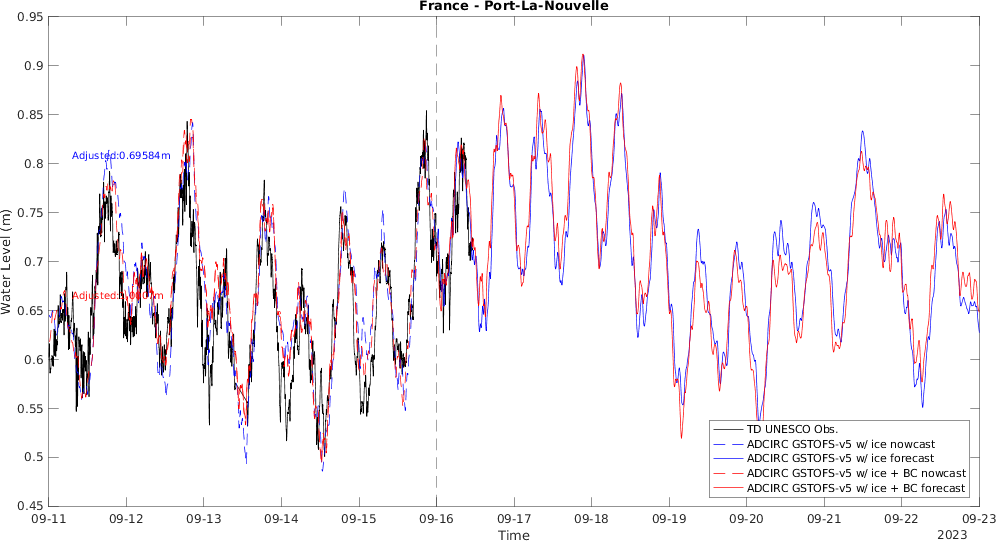 France - Port-La-Nouvelle
0.95
0.9
0.85
0.8
0.75
0.7
0.65
0.6
0.55
0.5
0.45
Water Level (m)
Adjusted:0.69584m
TD UNESCO Obs.
ADCIRC GSTOFS-v5 w/ ice nowcast
ADCIRC GSTOFS-v5 w/ ice forecast
ADCIRC GSTOFS-v5 w/ ice + BC nowcast
ADCIRC GSTOFS-v5 w/ ice + BC forecast
09-11 09-12 09-13 09-14 09-15 09-16 09-17 09-18 09-19 09-20 09-21 09-22 09-23
Time
2023